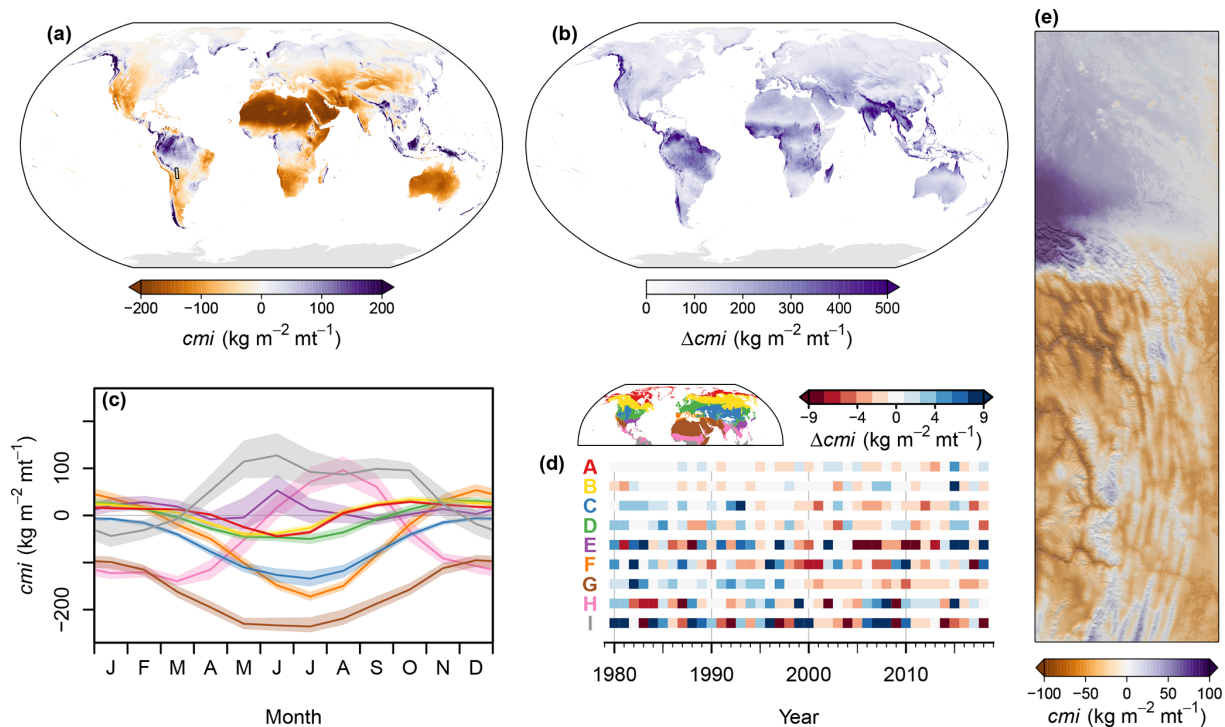 (a)
−200 −100 0 100 200
cmi (kg m⁻² mt⁻¹)
(b)
0 100 200 300 400 500
Δcmi (kg m⁻² mt⁻¹)
(c)
100
0
−200
cmi (kg m⁻² mt⁻¹)
J F M A M J J A S O N D
Month
−9 −4 0 4 9
Δcmi (kg m⁻² mt⁻¹)
(d)
A
B
C
D
E
F
G
H
I
1980 1990 2000 2010
Year
(e)
−100 −50 0 50 100
cmi (kg m⁻² mt⁻¹)